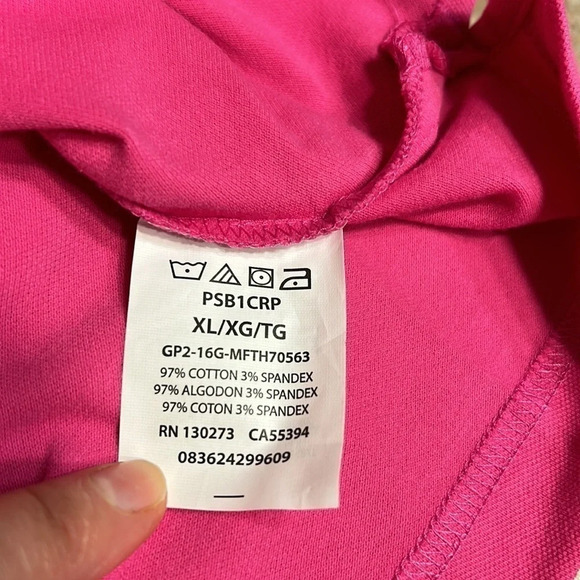 PSB1CRP
XL/XG/TG
GP2-16G-MFTH70563
97% COTTON 3% SPANDEX
97% ALGODON 3% SPANDEX
97% COTON 3% SPANDEX
RN 130273 CA55394
083624299609